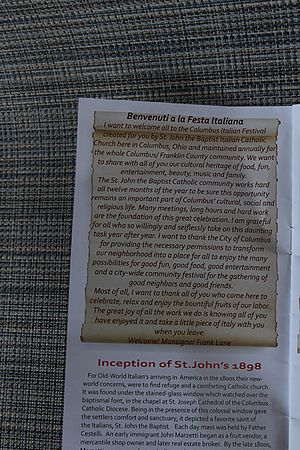 Benvenuti a la Festa Italiana
I want to welcome all to the Columbus Italian Festival
created for you by St. John the Baptist Italian Catholic
Church here in Columbus, Ohio and maintained annually for
the whole Columbus/ Franklin County community. We want
to share with all of you our cultural heritage of food, fun,
entertainment, beauty, music and family.
The St. John the Baptist Catholic community works hard
all twelve months of the year to be sure this opportunity
remains an important part of Columbus' cultural, social and
religious life. Many meetings, long hours and hard work
are the foundation of this great celebration. I am grateful
for all who so willingly and selflessly take on this daunting
task year after year. I want to thank the City of Columbus
for providing the necessary permissions to transform
our neighborhood into a place for all to enjoy the many
possibilities for good fun, good food, good entertainment
and a city-wide community festival for the gathering of
good neighbors and good friends.
Most of all, I want to thank all of you who come here to
celebrate, relax and enjoy the bountiful fruits of our labor.
The great joy of all the work we do is knowing all of you
have enjoyed it and take a little piece of Italy with you
when you leave.
Welcome! Monsignor Frank Lane
Inception of St.John's 1898
For Old-World Italian's arriving in America in the 1800s their new-
world concerns, were to find refuge and a comforting Catholic church.
It was found under the stained-glass window which watched over the
baptismal font, in the chapel at St. Joseph Cathedral of the Columbus
Catholic Diocese. Being in the presence of this colossal window gave
the settlers comfort and sanctuary, it depicted a favorite saint of
the Italians, St. John the Baptist. Each day mass was held by Father
Cestelli. An early immigrant John Marzetti began as a fruit vendor, a
mercantile shop owner and later real estate broker. By the late 1800s,